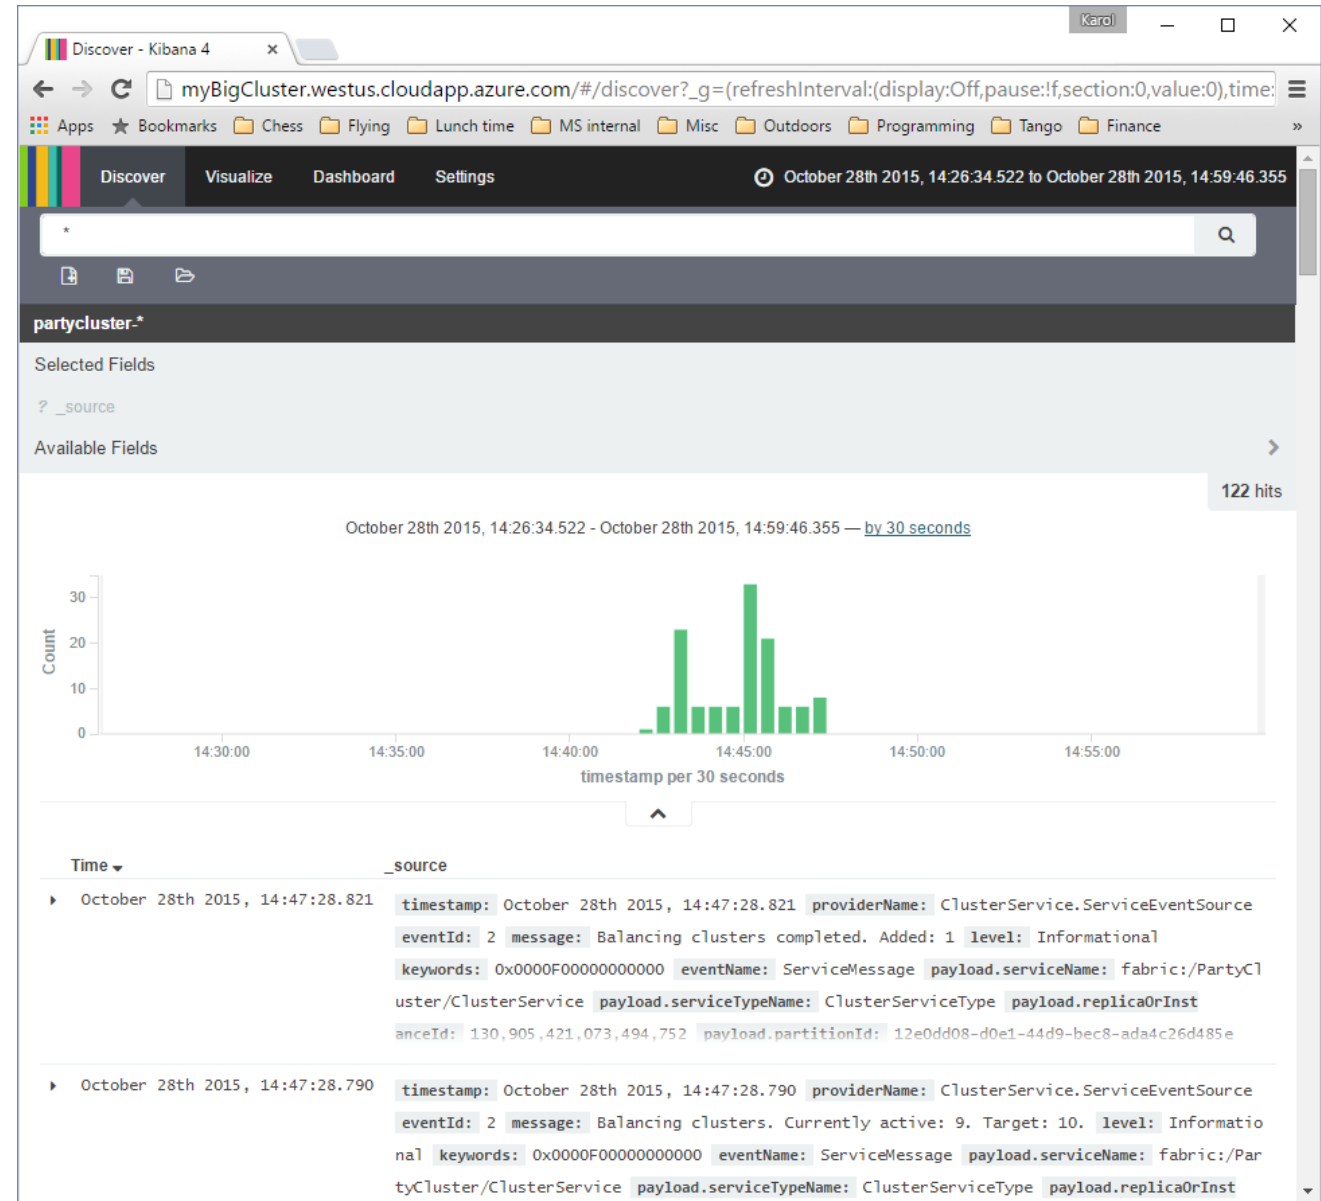 Karol
Discover - Kibana 4
myBigCluster.westus.cloudapp.azure.com/#/discover?_g=(refreshInterval:(display:Off,pause:!f,section:0,value:0),time:
Apps Bookmarks Chess Flying Lunch time MS internal Misc Outdoors Programming Tango Finance »
Discover Visualize Dashboard Settings October 28th 2015, 14:26:34.522 to October 28th 2015, 14:59:46.355
*
partycluster-*
Selected Fields
? _source
Available Fields
122 hits
October 28th 2015, 14:26:34.522 - October 28th 2015, 14:59:46.355 — by 30 seconds
30
20
10
0
Count
14:30:00 14:35:00 14:40:00 14:45:00 14:50:00 14:55:00
timestamp per 30 seconds
Time _source
October 28th 2015, 14:47:28.821 timestamp: October 28th 2015, 14:47:28.821 providerName: ClusterService.ServiceEventSource
eventId: 2 message: Balancing clusters completed. Added: 1 level: Informational
keywords: 0x0000F00000000000 eventName: ServiceMessage payload.serviceName: fabric:/PartyCl
uster/ClusterService payload.serviceTypeName: ClusterServiceType payload.replicaOrInst
anceId: 130,905,421,073,494,752 payload.partitionId: 12e0dd08-d0e1-44d9-bec8-ada4c26d485e
October 28th 2015, 14:47:28.790 timestamp: October 28th 2015, 14:47:28.790 providerName: ClusterService.ServiceEventSource
eventId: 2 message: Balancing clusters. Currently active: 9. Target: 10. level: Informatio
nal keywords: 0x0000F00000000000 eventName: ServiceMessage payload.serviceName: fabric:/Par
tyCluster/ClusterService payload.serviceTypeName: ClusterServiceType payload.replicaOrInst